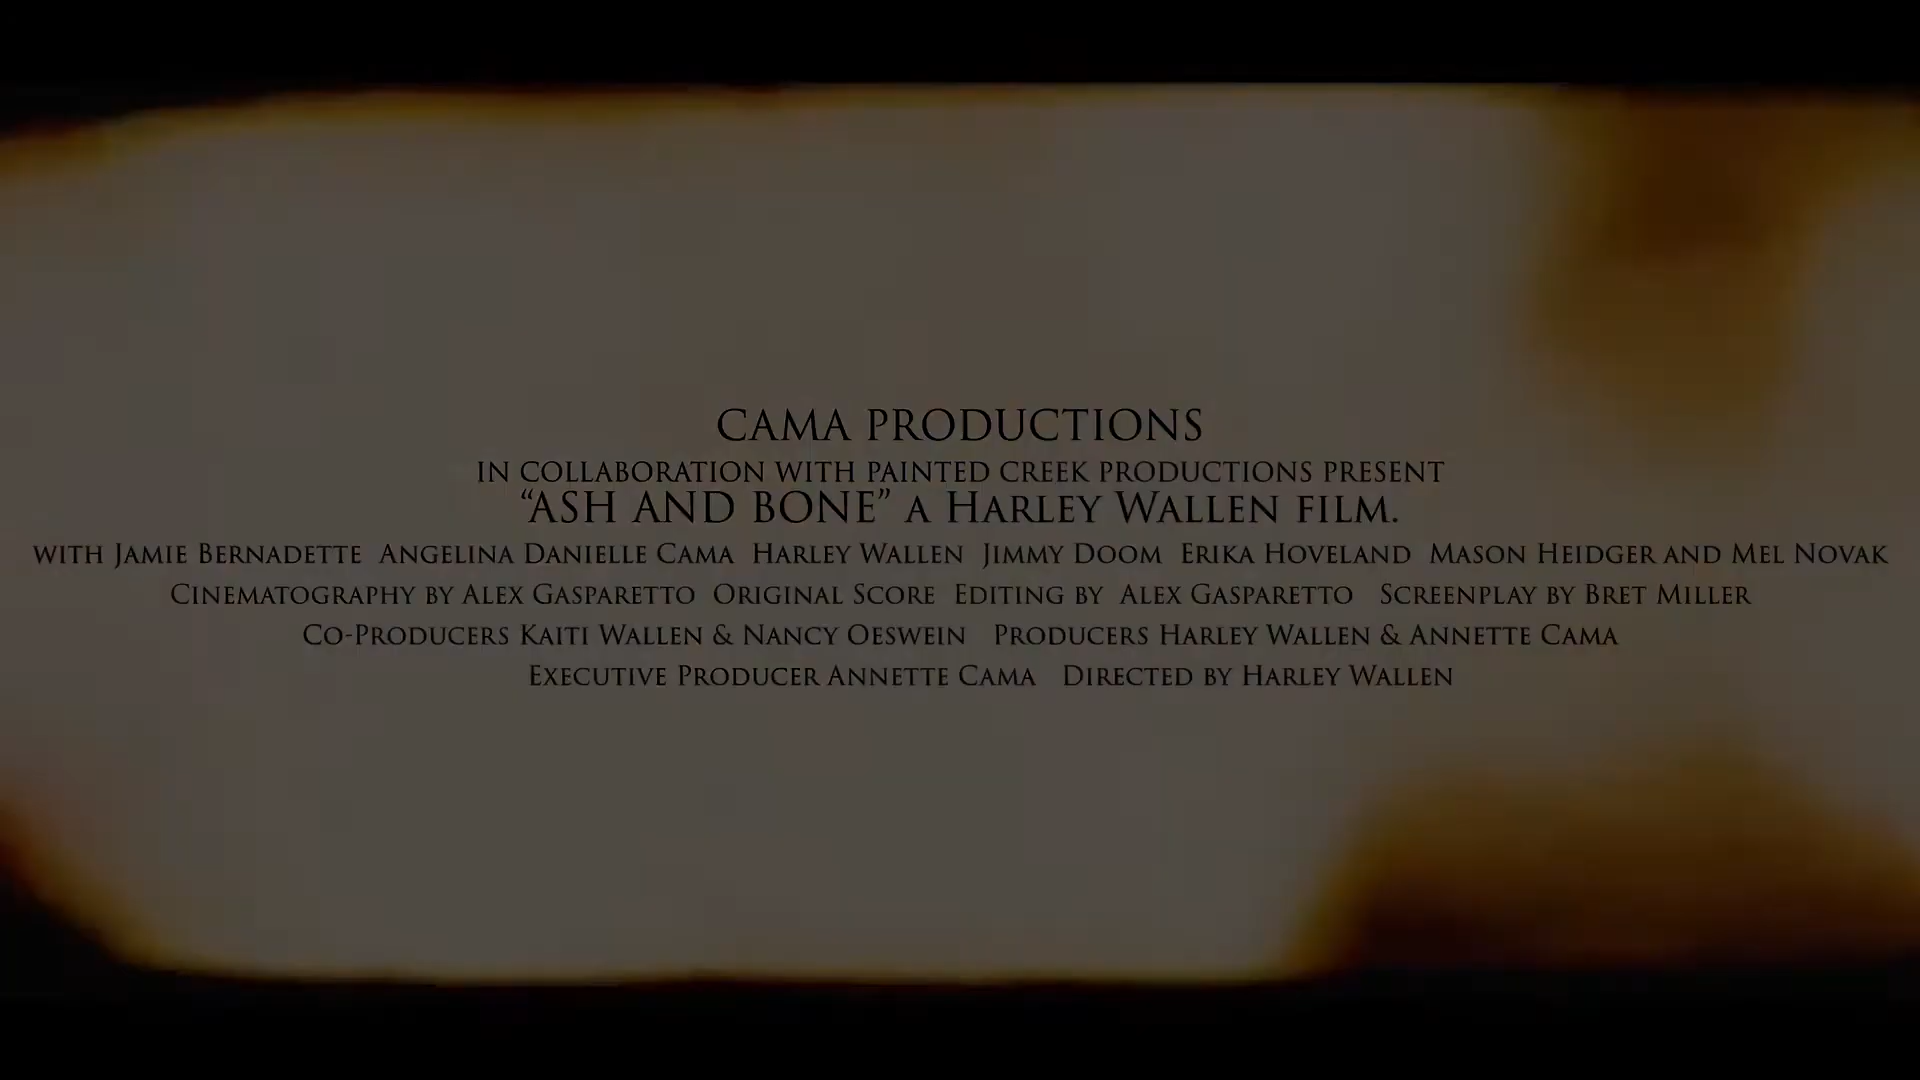 CAMA PRODUCTIONS
IN COLLABORATION WITH PAINTED CREEK PRODUCTIONS PRESENT
“ASH AND BONE” A HARLEY WALLEN FILM.
WITH JAMIE BERNADETTE ANGELINA DANIELLE CAMA HARLEY WALLEN JIMMY DOOM ERIKA HOVELAND MASON HEIDGER AND MEL NOVAK
CINEMATOGRAPHY BY ALEX GASPARETTO ORIGINAL SCORE EDITING BY ALEX GASPARETTO SCREENPLAY BY BRET MILLER
CO-PRODUCERS KAITI WALLEN & NANCY OESWEIN PRODUCERS HARLEY WALLEN & ANNETTE CAMA
EXECUTIVE PRODUCER ANNETTE CAMA DIRECTED BY HARLEY WALLEN